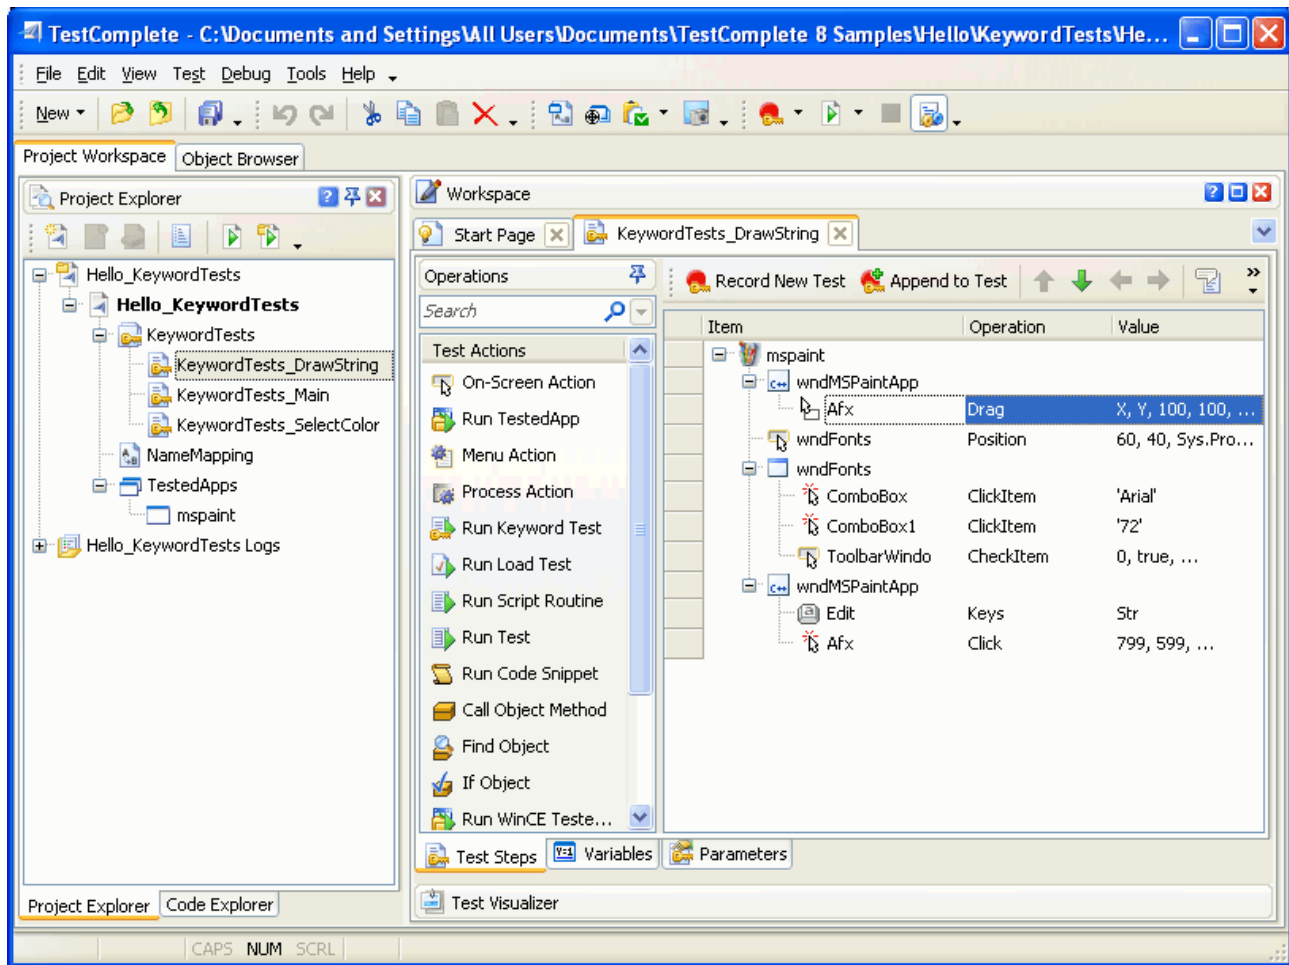 TestComplete - C:\Documents and Settings\All Users\Documents\TestComplete 8 Samples\Hello\KeywordTests\He...
File Edit View Test Debug Tools Help
New
Project Workspace Object Browser
Project Explorer
Hello_KeywordTests
Hello_KeywordTests
KeywordTests
KeywordTests_DrawString
KeywordTests_Main
KeywordTests_SelectColor
NameMapping
TestedApps
mspaint
Hello_KeywordTests Logs
Project Explorer Code Explorer
Workspace
Start Page KeywordTests_DrawString
Operations
Search
Test Actions
On-Screen Action
Run TestedApp
Menu Action
Process Action
Run Keyword Test
Run Load Test
Run Script Routine
Run Test
Run Code Snippet
Call Object Method
Find Object
If Object
Run WinCE Teste...
Record New Test Append to Test
Item Operation Value
mspaint
wndMSPaintApp
Afx Drag X, Y, 100, 100, ...
wndFonts Position 60, 40, Sys.Pro...
wndFonts
ComboBox ClickItem 'Arial'
ComboBox1 ClickItem '72'
ToolbarWindo CheckItem 0, true, ...
wndMSPaintApp
Edit Keys Str
Afx Click 799, 599, ...
Test Steps Variables Parameters
Test Visualizer
CAPS NUM SCRL